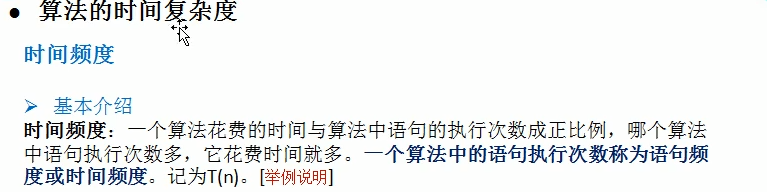 ● 算法的时间复杂度
时间频度
➢ 基本介绍
时间频度：一个算法花费的时间与算法中语句的执行次数成正比例，哪个算法
中语句执行次数多，它花费时间就多。一个算法中的语句执行次数称为语句频
度或时间频度。记为T(n)。[举例说明]